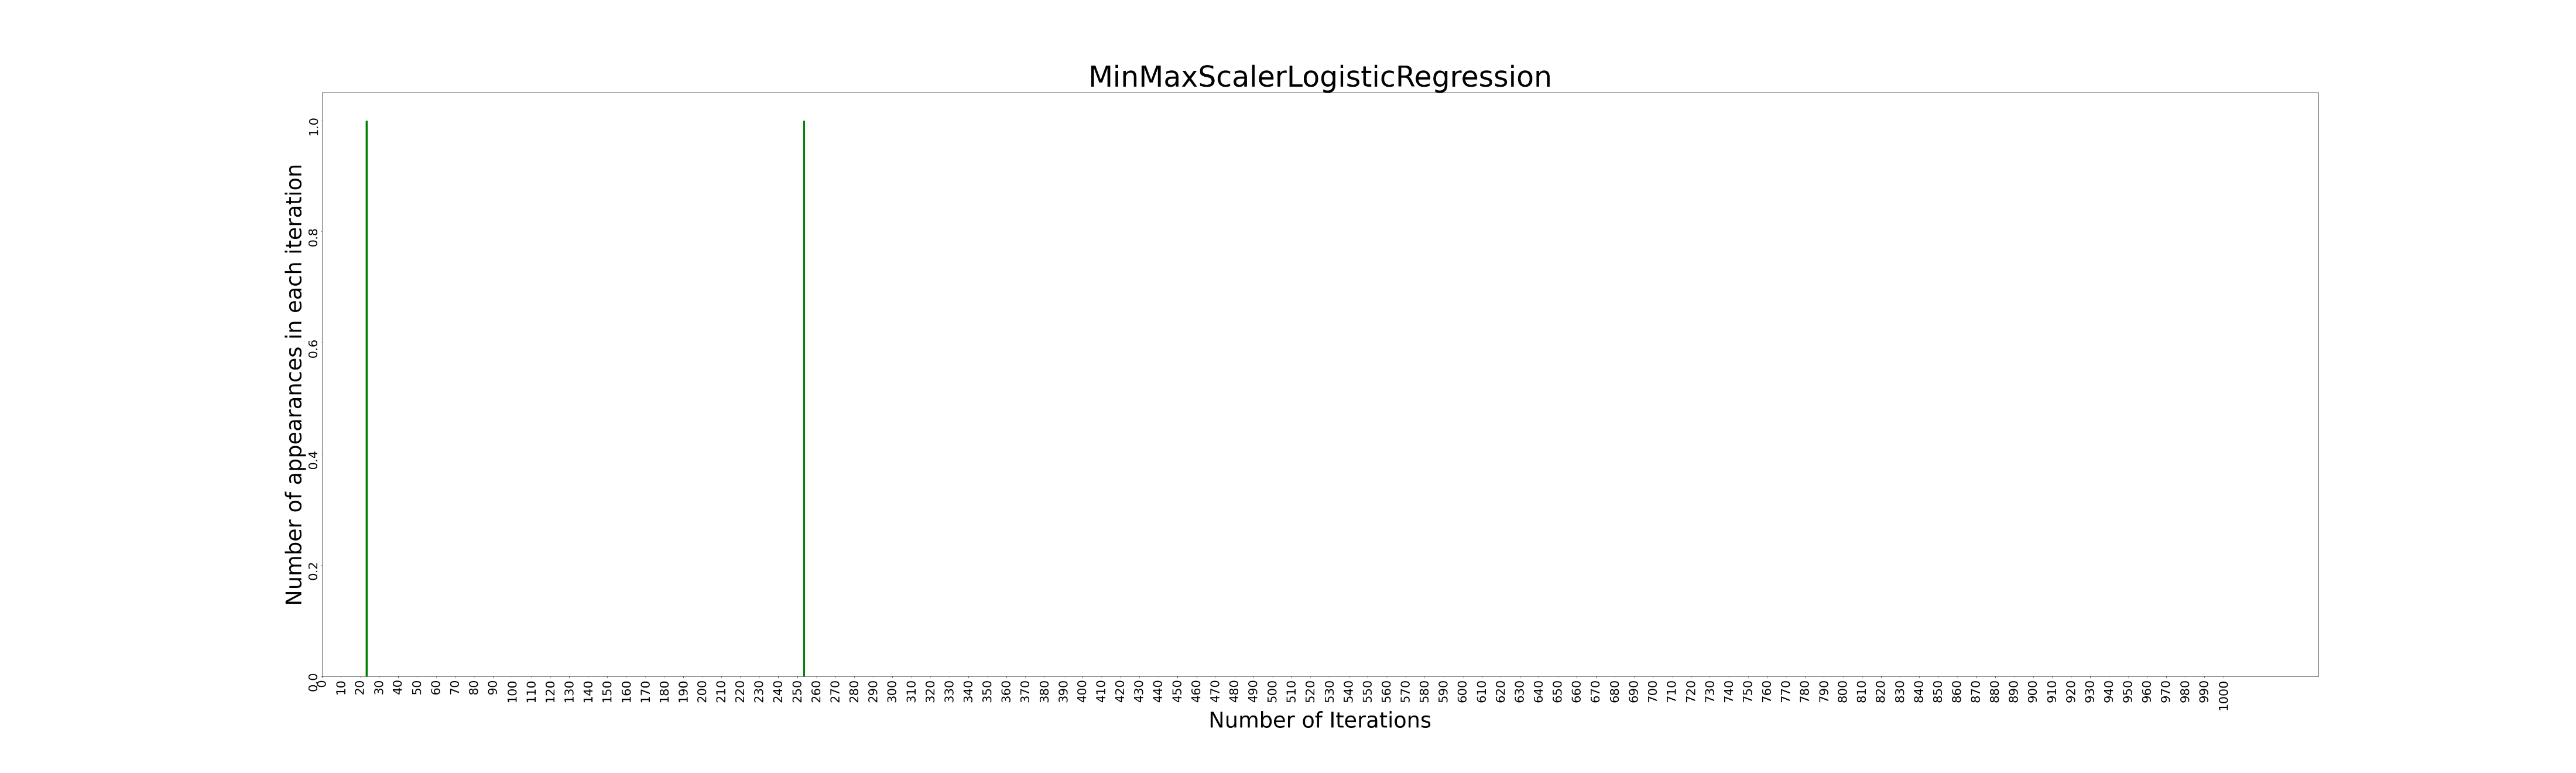 MinMaxScalerLogisticRegression
Number of appearances in each iteration
1.0
0.8
0.6
0.4
0.2
0.0
0 10 20 30 40 50 60 70 80 90 100 110 120 130 140 150 160 170 180 190 200 210 220 230 240 250 260 270 280 290 300 310 320 330 340 350 360 370 380 390 400 410 420 430 440 450 460 470 480 490 500 510 520 530 540 550 560 570 580 590 600 610 620 630 640 650 660 670 680 690 700 710 720 730 740 750 760 770 780 790 800 810 820 830 840 850 860 870 880 890 900 910 920 930 940 950 960 970 980 990 1000
Number of Iterations